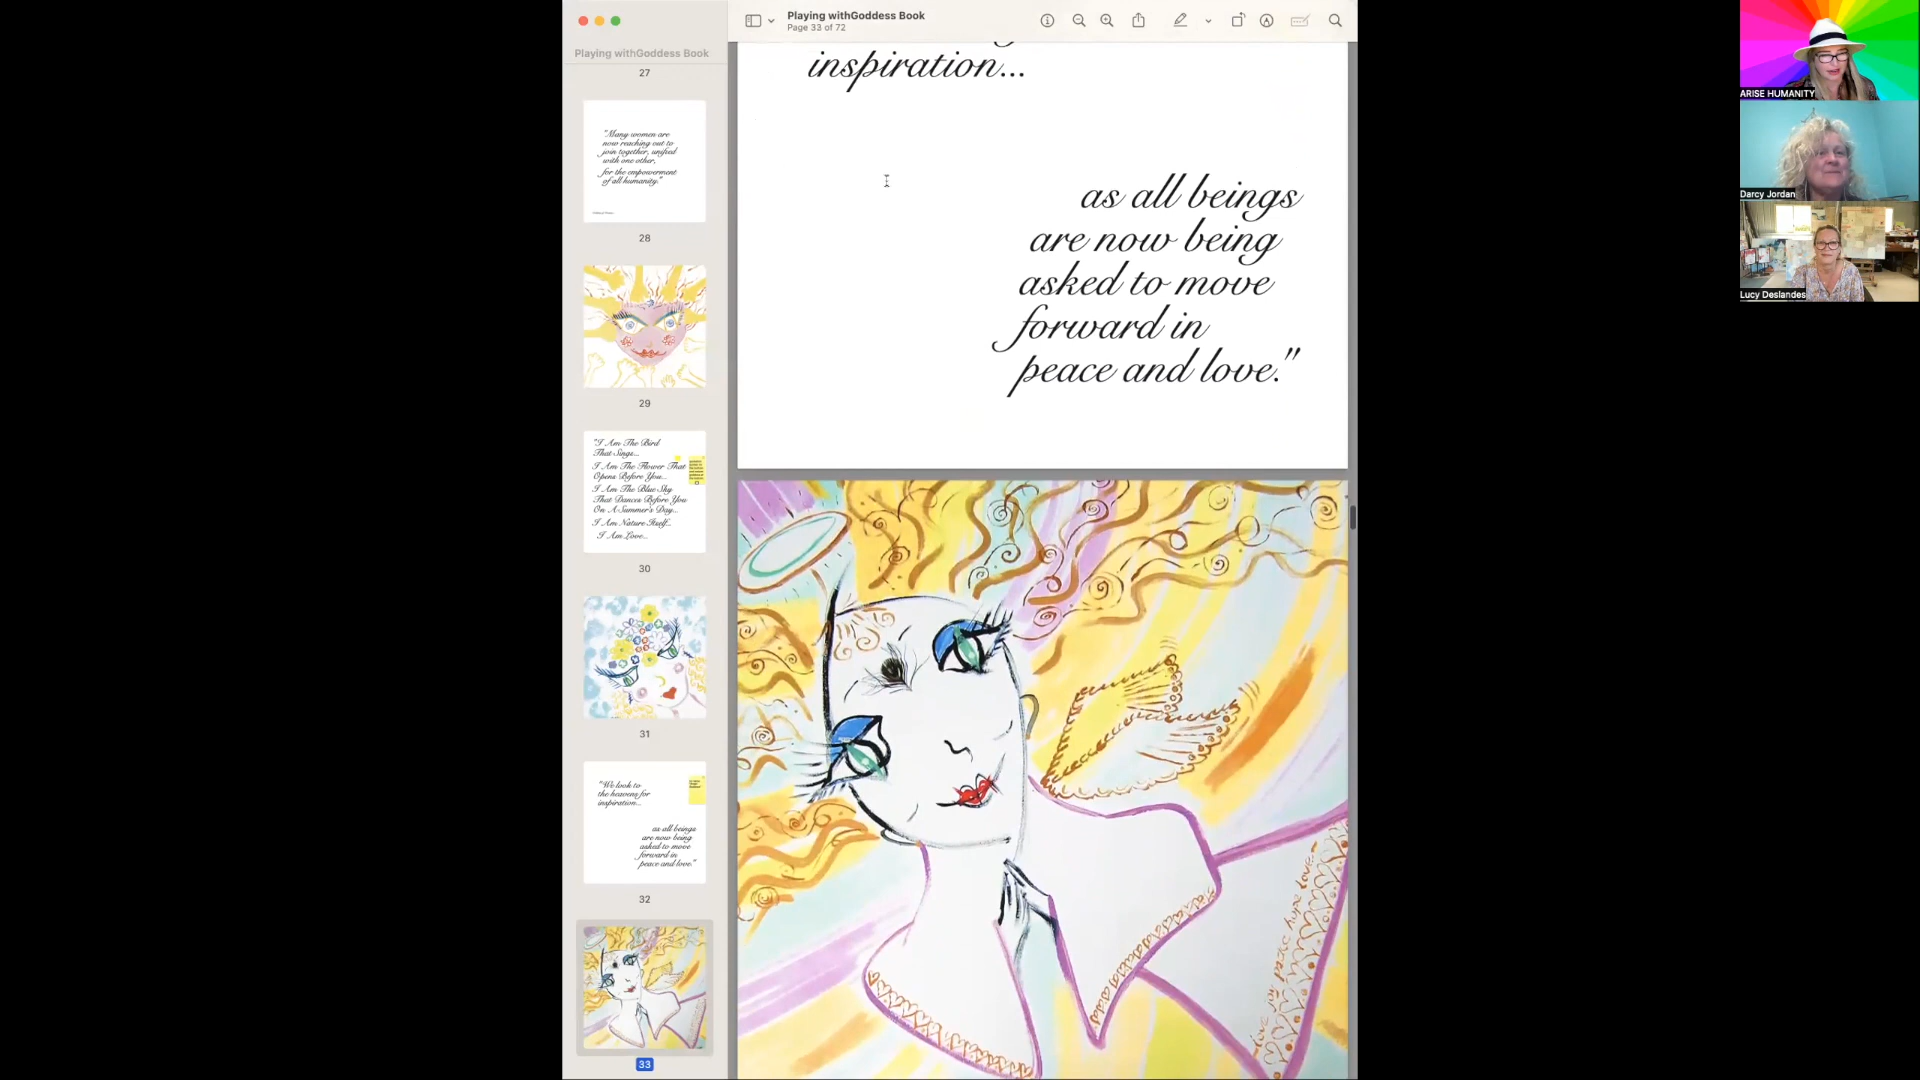 Playing withGoddess Book
Page 33 of 72
Playing withGoddess Book
27
"Many women are
now reaching out to
join together, unified
with one other,
for the empowerment
of all humanity."
28
29
"I Am The Bird
That Sings...
I Am The Flower That
Opens Before You...
I Am The Blue Sky
That Dances Before You
On A Summer's Day...
I Am Nature Itself...
I Am Love...
30
31
"We look to
the heavens for
inspiration...
as all beings
are now being
asked to move
forward in
peace and love."
32
33
inspiration...
as all beings
are now being
asked to move
forward in
peace and love."
love
joy
peace
love
ARISE HUMANITY
Darcy Jordan
Lucy Deslandes